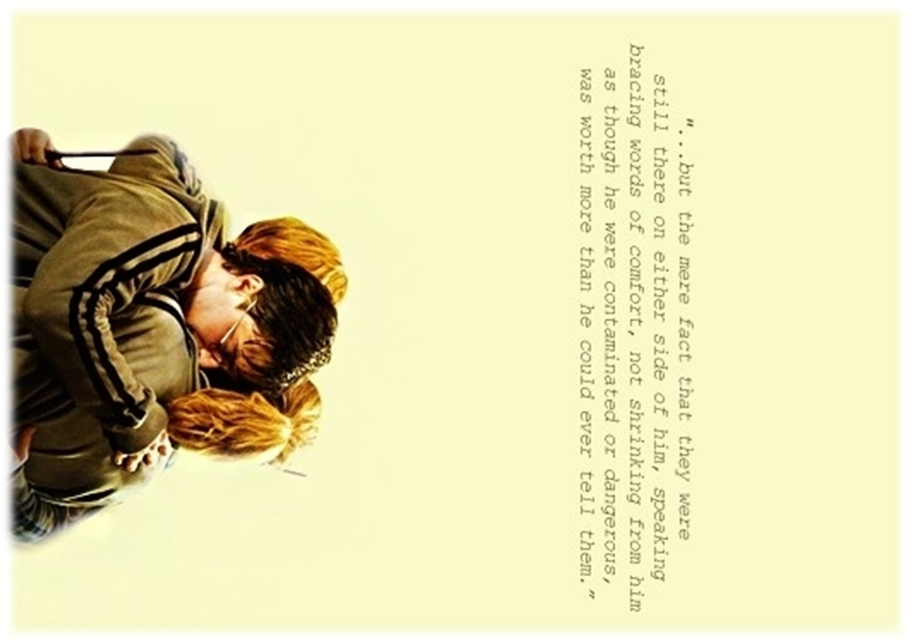 "...but the mere fact that they were
still there on either side of him, speaking
bracing words of comfort, not shrinking from him
as though he were contaminated or dangerous,
was worth more than he could ever tell them."